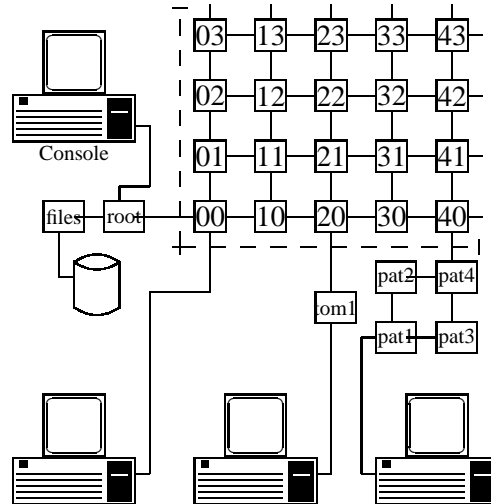 03 13 23 33 43
02 12 22 32 42
Console
01 11 21 31 41
files root 00 10 20 30 40
pat2 pat4
tom1
pat1 pat3